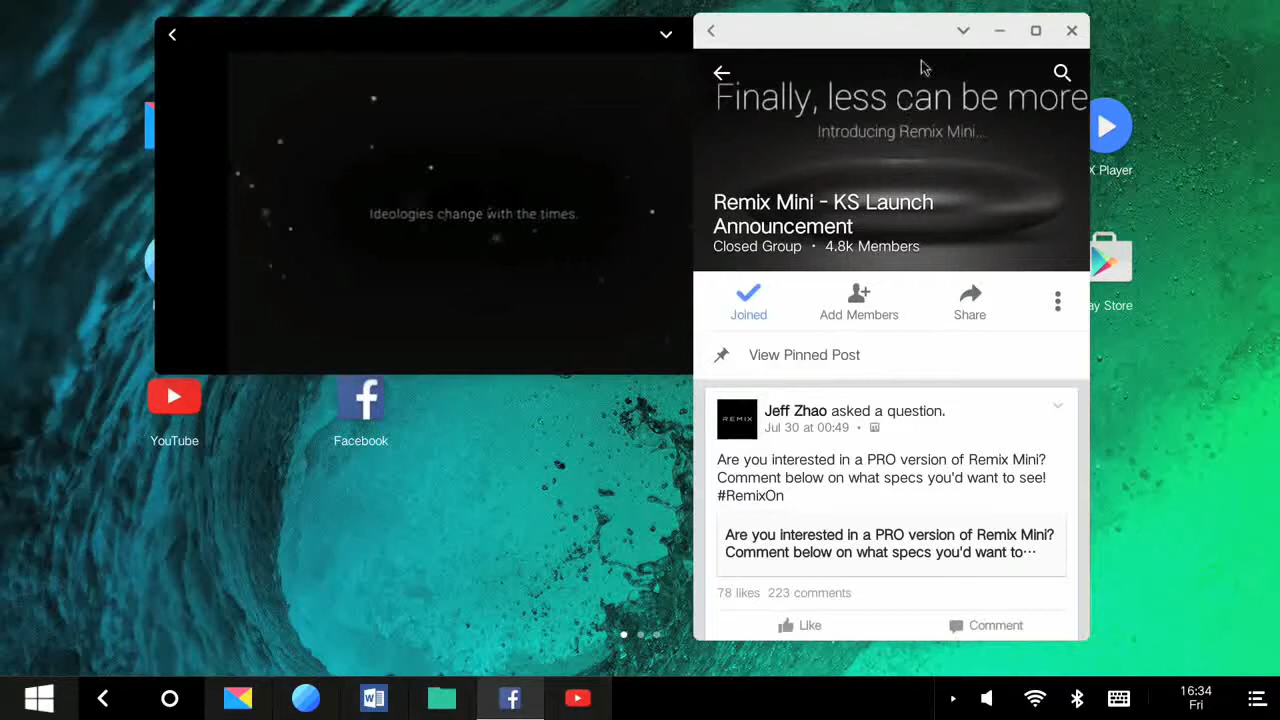 Ideologies change with the times.
Finally, less can be more
Introducing Remix Mini...
Remix Mini - KS Launch
Announcement
Closed Group · 4.8k Members
Joined
Add Members
Share
View Pinned Post
REMIX
Jeff Zhao asked a question.
Jul 30 at 00:49 ·
Are you interested in a PRO version of Remix Mini?
Comment below on what specs you'd want to see!
#RemixOn
Are you interested in a PRO version of Remix Mini?
Comment below on what specs you'd want to···
78 likes 223 comments
Like
Comment
X Player
ay Store
YouTube
Facebook
16:34
Fri